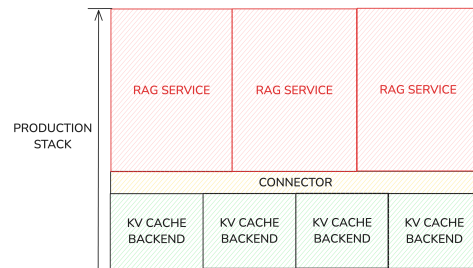 RAG SERVICE
RAG SERVICE
RAG SERVICE
PRODUCTION
STACK
CONNECTOR
KV CACHE
BACKEND
KV CACHE
BACKEND
KV CACHE
BACKEND
KV CACHE
BACKEND